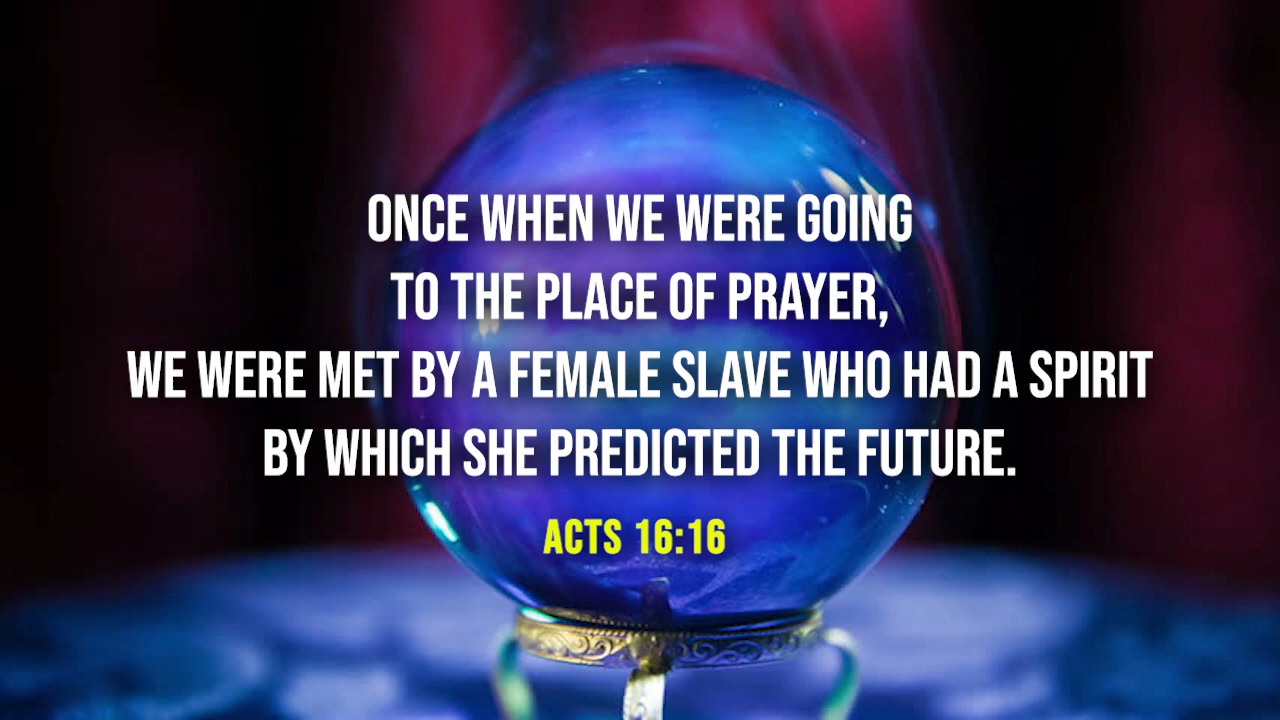 ONCE WHEN WE WERE GOING
TO THE PLACE OF PRAYER,
WE WERE MET BY A FEMALE SLAVE WHO HAD A SPIRIT
BY WHICH SHE PREDICTED THE FUTURE.
ACTS 16:16